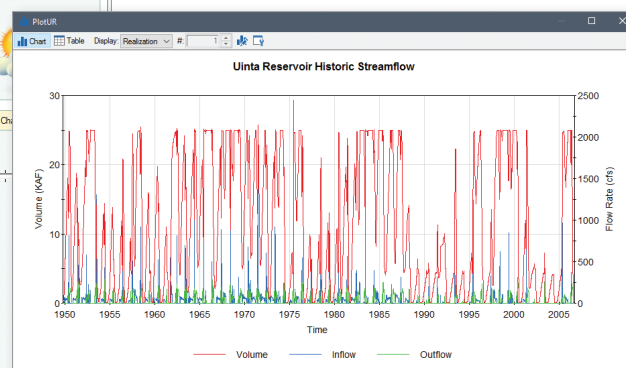 PlotUR
Chart Table Display: Realization #: 1
Cha
Uinta Reservoir Historic Streamflow
30 2500
2000
20
1500
1000
10
500
0 0
Volume (KAF)
Flow Rate (cfs)
1950 1955 1960 1965 1970 1975 1980 1985 1990 1995 2000 2005
Time
Volume Inflow Outflow